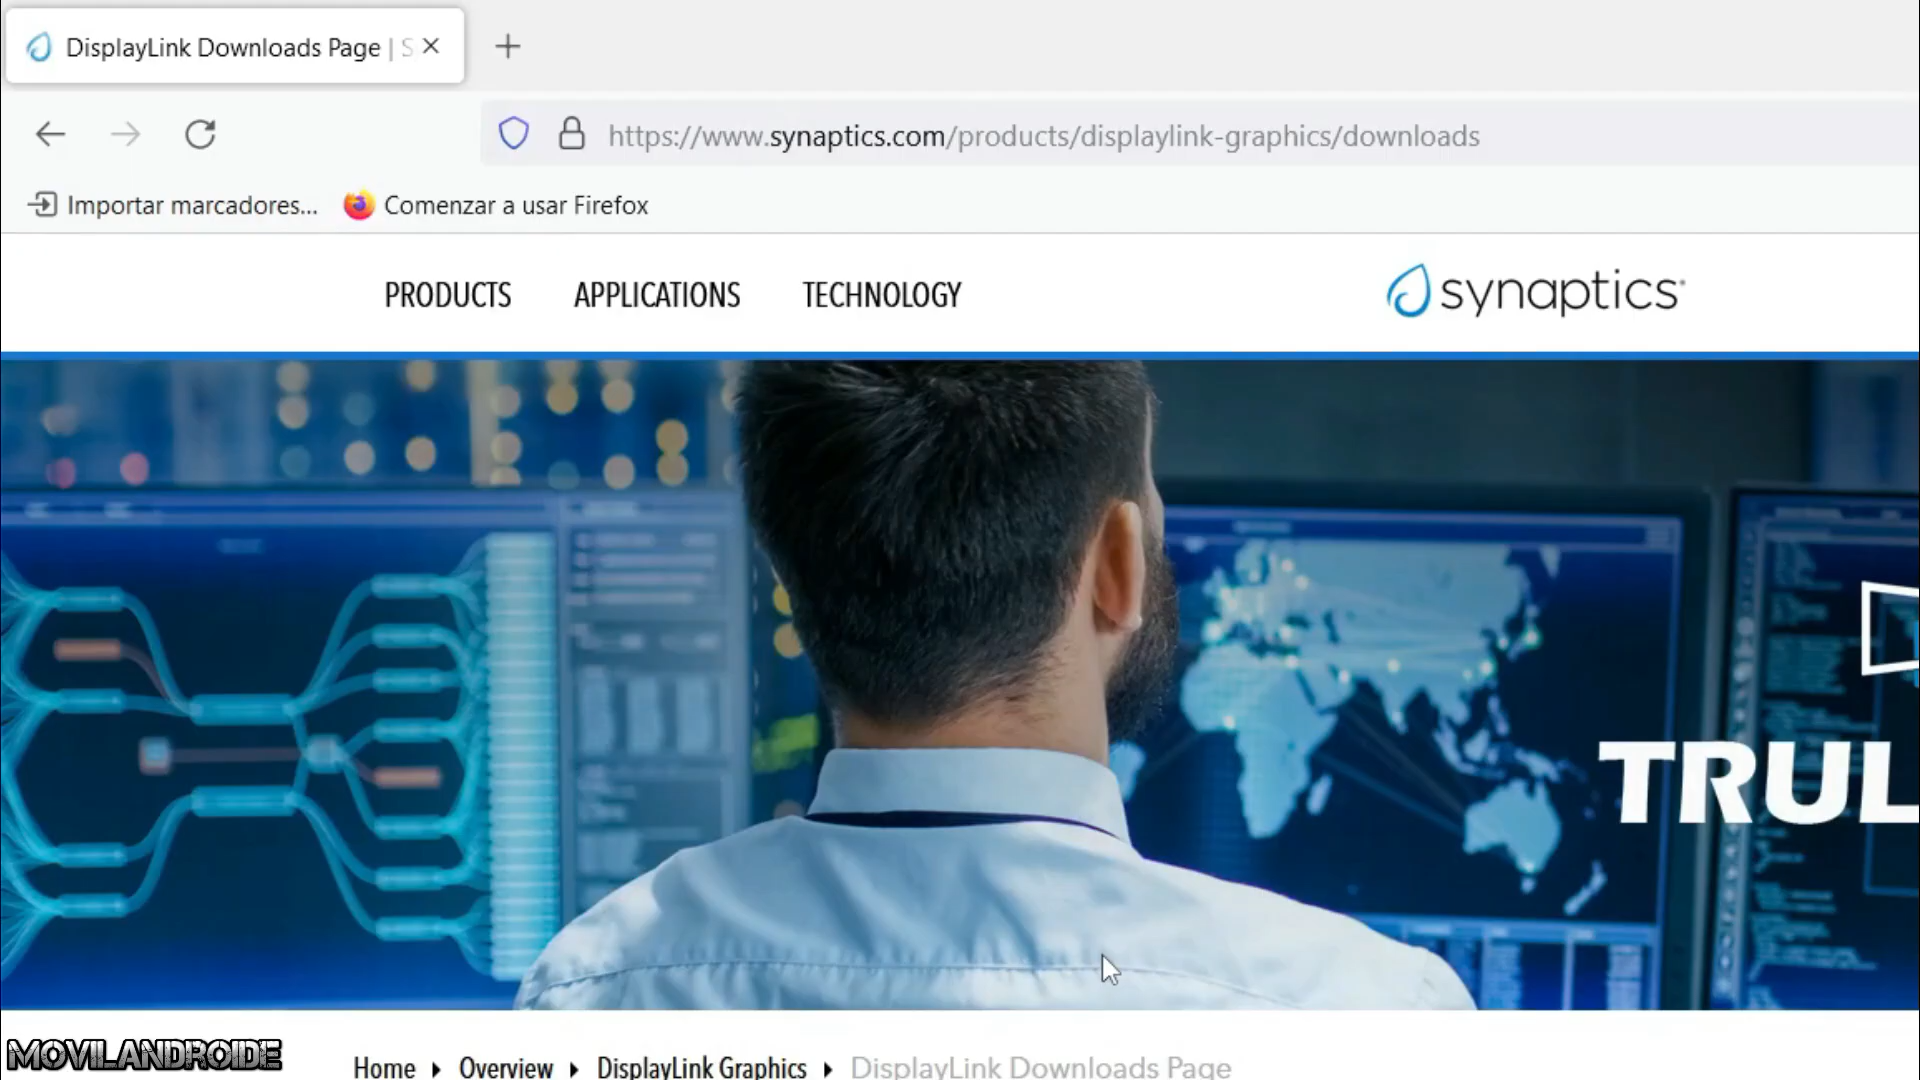 DisplayLink Downloads Page | S
https://www.synaptics.com/products/displaylink-graphics/downloads
Importar marcadores... Comenzar a usar Firefox
PRODUCTS APPLICATIONS TECHNOLOGY synaptics
TRUL
MOVILANDROIDE
Home Overview DisplayLink Graphics DisplayLink Downloads Page